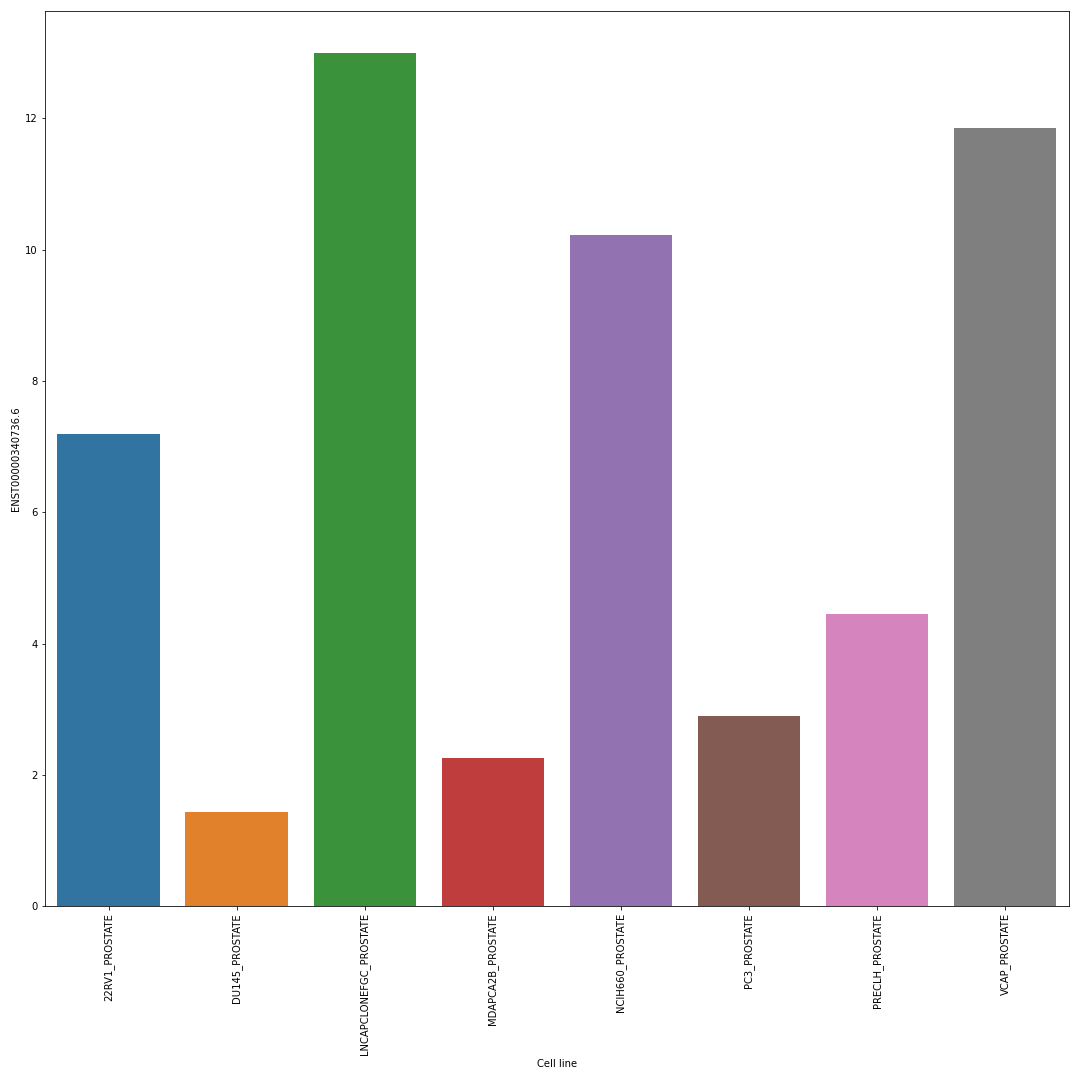 ENST00000340736.6
12
10
8
6
4
2
0
22RV1_PROSTATE
DU145_PROSTATE
LNCAPCLONEFGC_PROSTATE
MDAPCA2B_PROSTATE
NCIH660_PROSTATE
PC3_PROSTATE
PRECLH_PROSTATE
VCAP_PROSTATE
Cell line